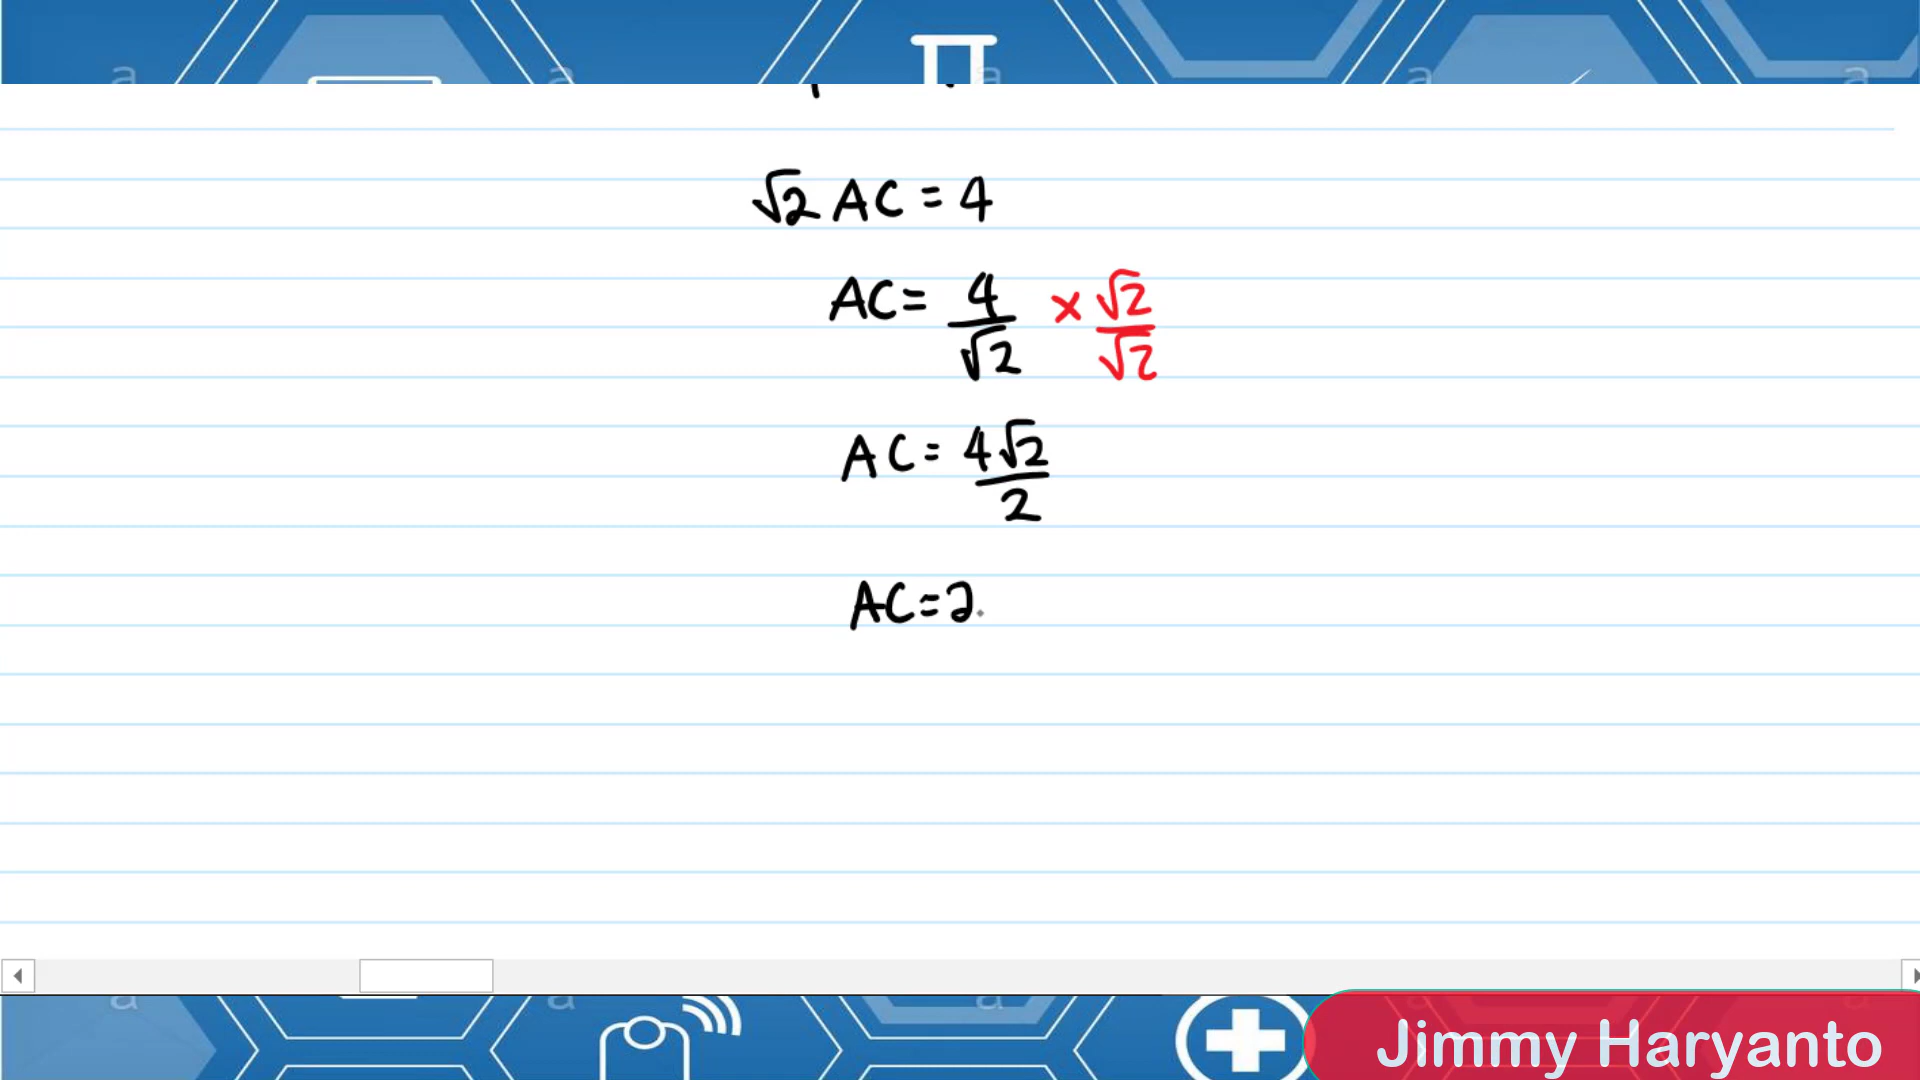 √2 AC = 4
AC = 4/√2 × √2/√2
AC = 4√2/2
AC = 2
Jimmy Haryanto